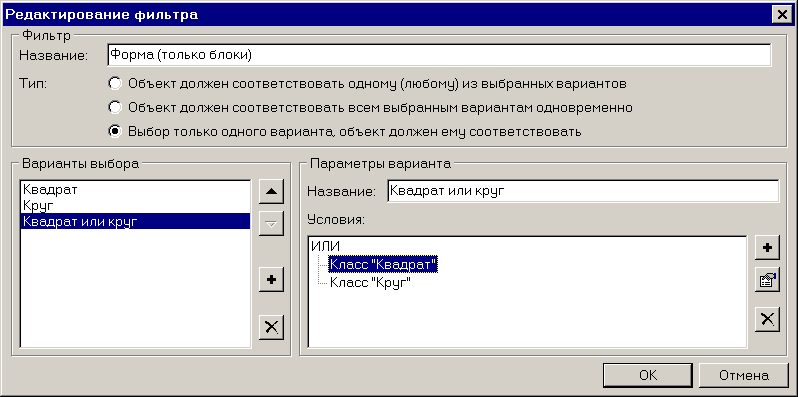 Редактирование фильтра
Фильтр
Название: Форма (только блоки)
Тип: Объект должен соответствовать одному (любому) из выбранных вариантов
Объект должен соответствовать всем выбранным вариантам одновременно
Выбор только одного варианта, объект должен ему соответствовать
Варианты выбора
Квадрат
Круг
Квадрат или круг
Параметры варианта
Название: Квадрат или круг
Условия:
ИЛИ
Класс "Квадрат"
Класс "Круг"
OK
Отмена